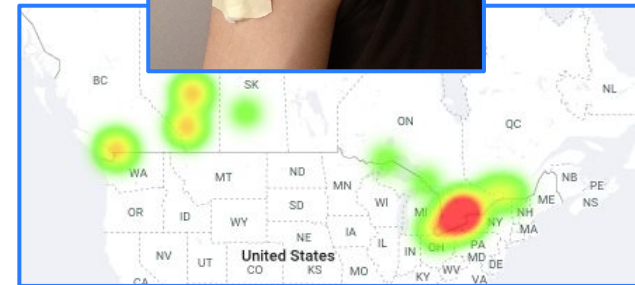 BC
SK
NL
ON
QC
WA
MT
ND
MN
NB
PE
OR
ID
SD
WI
MI
ME
NS
WY
NY
NH
MA
NE
IA
IL
IN
OH
PA
NV
UT
United States
CO
KS
MO
KY
WV
MD
DE
VA
CA